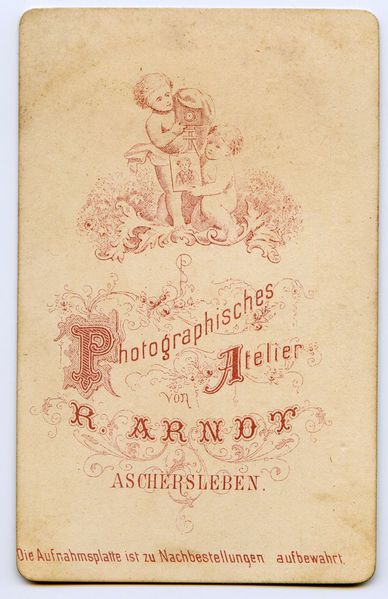 Photographisches
Atelier
von
R. ARNDT
ASCHERSLEBEN.
Die Aufnahmsplatte ist zu Nachbestellungen aufbewahrt.